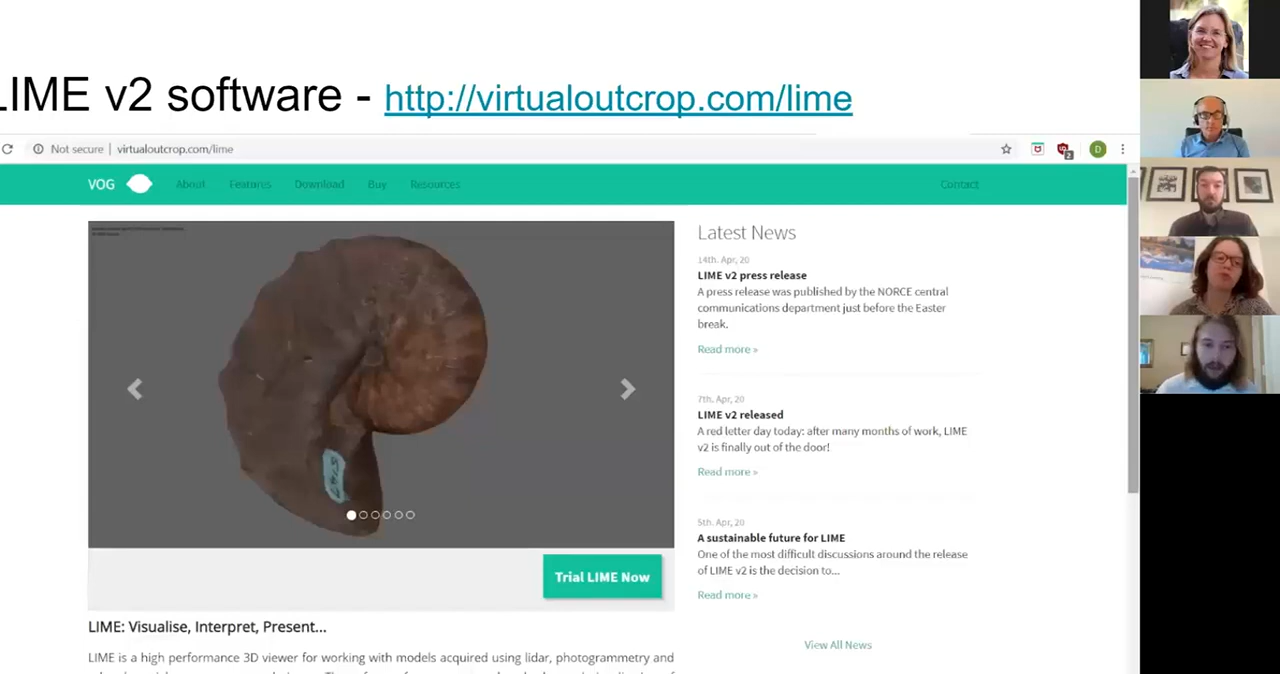 LIME v2 software - http://virtualoutcrop.com/lime
Not secure | virtualoutcrop.com/lime
D
2
VOG About Features Download Buy Resources Contact
Latest News
14th. Apr, 20
LIME v2 press release
A press release was published by the NORCE central
communications department just before the Easter
break.
Read more »
7th. Apr, 20
LIME v2 released
A red letter day today: after many months of work, LIME
v2 is finally out of the door!
Read more »
5th. Apr, 20
A sustainable future for LIME
One of the most difficult discussions around the release
of LIME v2 is the decision to...
Read more »
View All News
Trial LIME Now
LIME: Visualise, Interpret, Present...
LIME is a high performance 3D viewer for working with models acquired using lidar, photogrammetry and